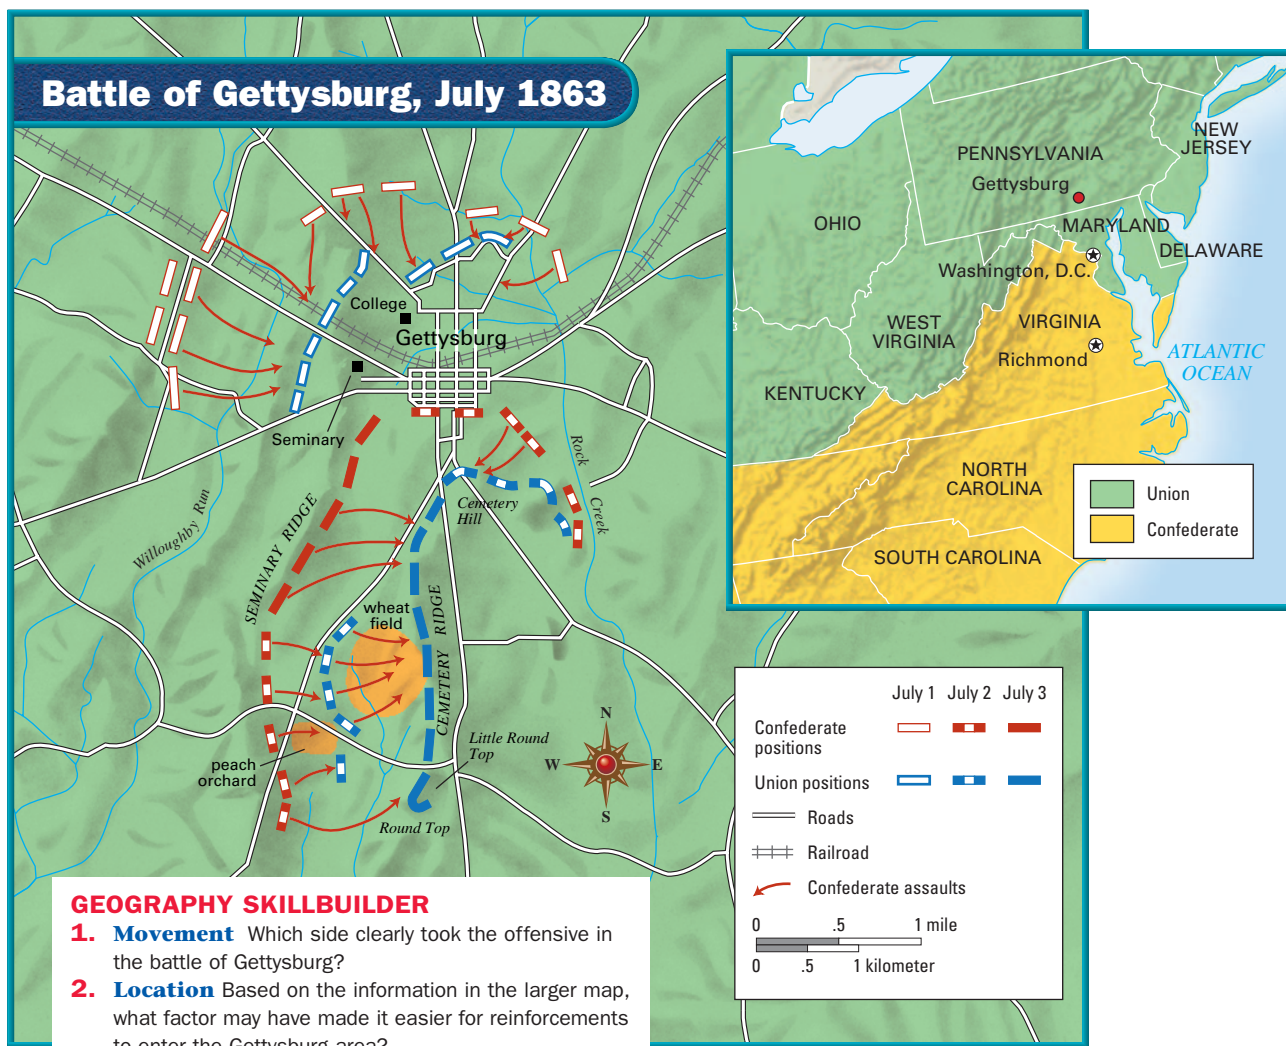 Battle of Gettysburg, July 1863
College
Gettysburg
Seminary
Willoughby Run
SEMINARY RIDGE
Rock
Creek
Cemetery
Hill
wheat
field
CEMETERY RIDGE
peach
orchard
Little Round
Top
Round Top
N
W
E
S
PENNSYLVANIA
Gettysburg
NEW
JERSEY
OHIO
MARYLAND
DELAWARE
Washington, D.C.
WEST
VIRGINIA
VIRGINIA
Richmond
ATLANTIC
OCEAN
KENTUCKY
NORTH
CAROLINA
SOUTH CAROLINA
Union
Confederate
July 1 July 2 July 3
Confederate
positions
Union positions
Roads
Railroad
Confederate assaults
0 .5 1 mile
0 .5 1 kilometer
GEOGRAPHY SKILLBUILDER
1. Movement Which side clearly took the offensive in
the battle of Gettysburg?
2. Location Based on the information in the larger map,
what factor may have made it easier for reinforcements
to enter the Gettysburg area?